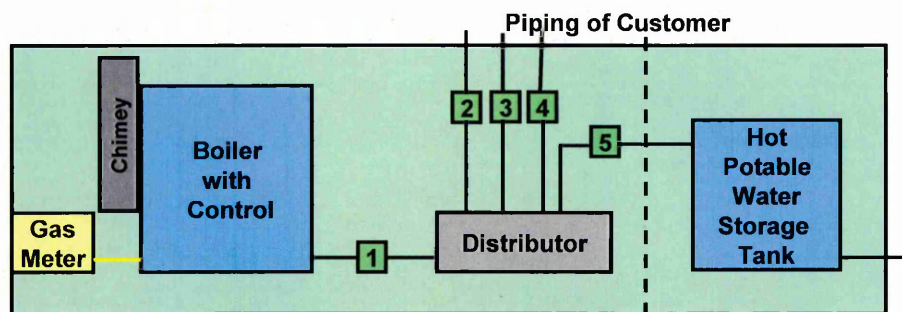 Piping of Customer
Chimey
Boiler
with
Control
Gas
Meter
1
2
3
4
5
Distributor
Hot
Potable
Water
Storage
Tank